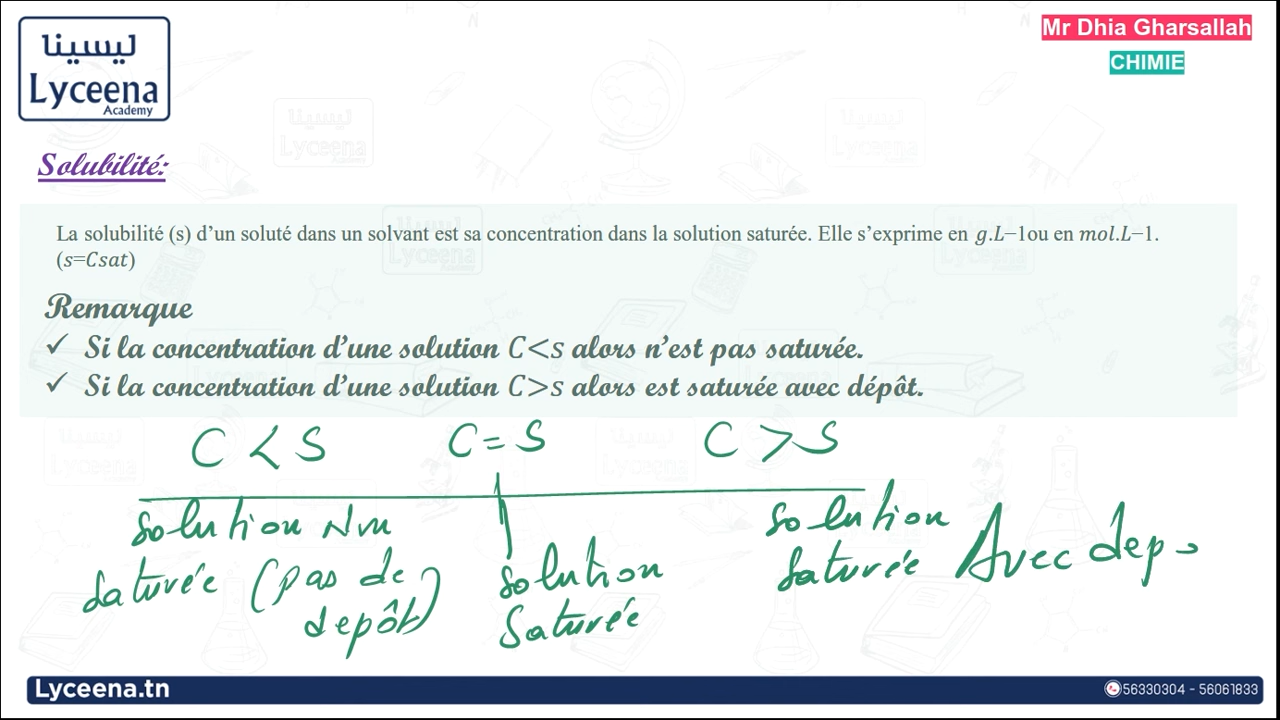 ليسينا
Lyceena
Academy
Mr Dhia Gharsallah
CHIMIE
Solubilité:
La solubilité (s) d’un soluté dans un solvant est sa concentration dans la solution saturée. Elle s’exprime en g.L−1ou en mol.L−1.
(s=Csat)
Remarque
✓ Si la concentration d’une solution C<s alors n’est pas saturée.
✓ Si la concentration d’une solution C>s alors est saturée avec dépôt.
C < S C = S C > S
solution Non
saturée (pas de
depôt)
solution
saturée
solution
saturée Avec dep
Lyceena.tn
56330304 - 56061833